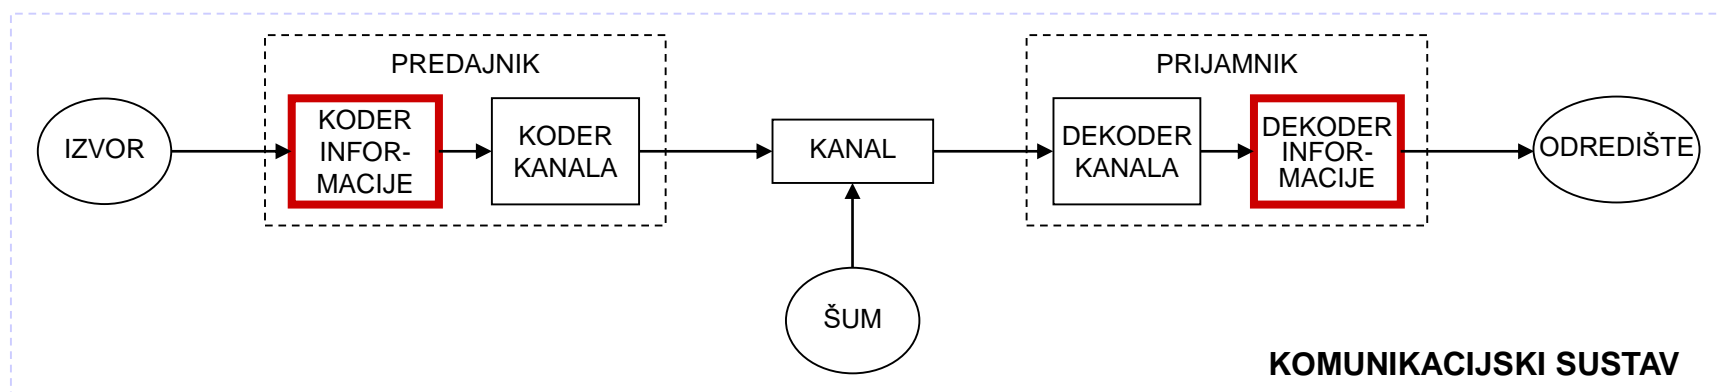 PREDAJNIK
PRIJAMNIK
IZVOR
KODER
INFOR-
MACIJE
KODER
KANALA
KANAL
DEKODER
KANALA
DEKODER
INFOR-
MACIJE
ODREDIŠTE
ŠUM
KOMUNIKACIJSKI SUSTAV